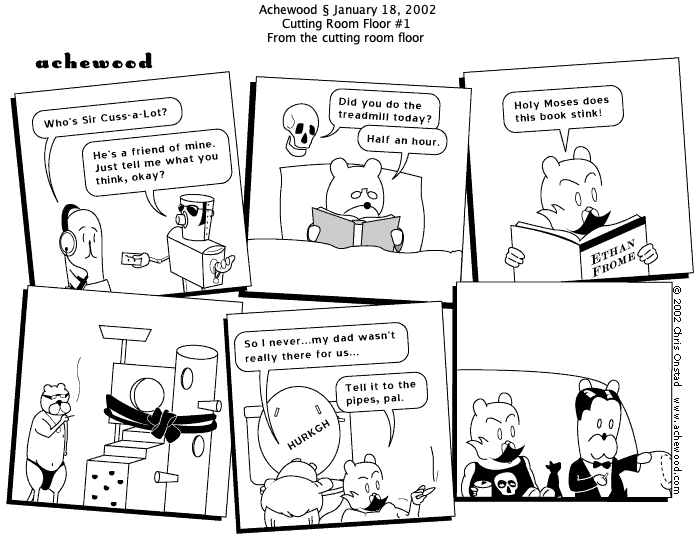 Achewood § January 18, 2002
Cutting Room Floor #1
From the cutting room floor
achewood
Who's Sir Cuss-a-Lot?
He's a friend of mine.
Just tell me what you
think, okay?
Did you do the
treadmill today?
Half an hour.
Holy Moses does
this book stink!
ETHAN
FROME
So I never...my dad wasn't
really there for us...
HURKGH
Tell it to the
pipes, pal.
© 2002 Chris Onstad www.achewood.com